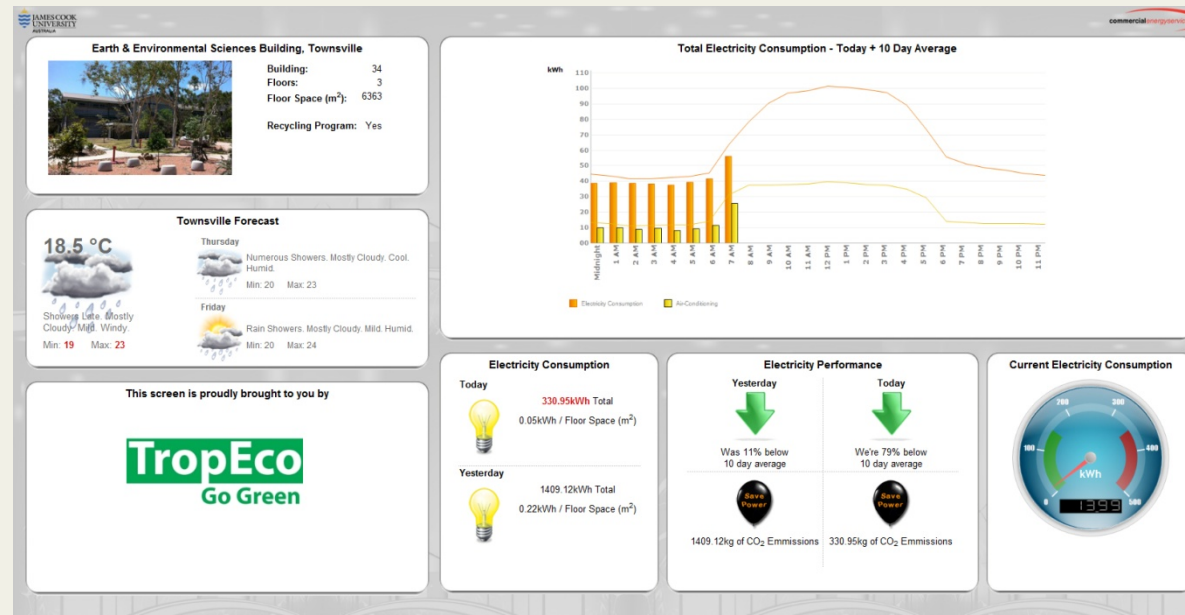 JAMES COOK
UNIVERSITY
AUSTRALIA
commercialenergyservic
Earth & Environmental Sciences Building, Townsville
Building: 34
Floors: 3
Floor Space (m²): 6363
Recycling Program: Yes
Total Electricity Consumption - Today + 10 Day Average
kWh
110
100
90
80
70
60
50
40
30
20
10
00
Midnight
1 AM
2 AM
3 AM
4 AM
5 AM
6 AM
7 AM
8 AM
9 AM
10 AM
11 AM
12 PM
1 PM
2 PM
3 PM
4 PM
5 PM
6 PM
7 PM
8 PM
9 PM
10 PM
11 PM
Electricity Consumption
Air-Conditioning
Townsville Forecast
18.5 °C
Showers Late. Mostly
Cloudy. Mild. Windy.
Min: 19 Max: 23
Thursday
Numerous Showers. Mostly Cloudy. Cool.
Humid.
Min: 20 Max: 23
Friday
Rain Showers. Mostly Cloudy. Mild. Humid.
Min: 20 Max: 24
This screen is proudly brought to you by
TropEco
Go Green
Electricity Consumption
Today
330.95kWh Total
0.05kWh / Floor Space (m²)
Yesterday
1409.12kWh Total
0.22kWh / Floor Space (m²)
Electricity Performance
Yesterday
Was 11% below
10 day average
Save
Power
1409.12kg of CO₂ Emmissions
Today
We're 79% below
10 day average
Save
Power
330.95kg of CO₂ Emmissions
Current Electricity Consumption
0
100
200
300
400
500
kWh
13,99